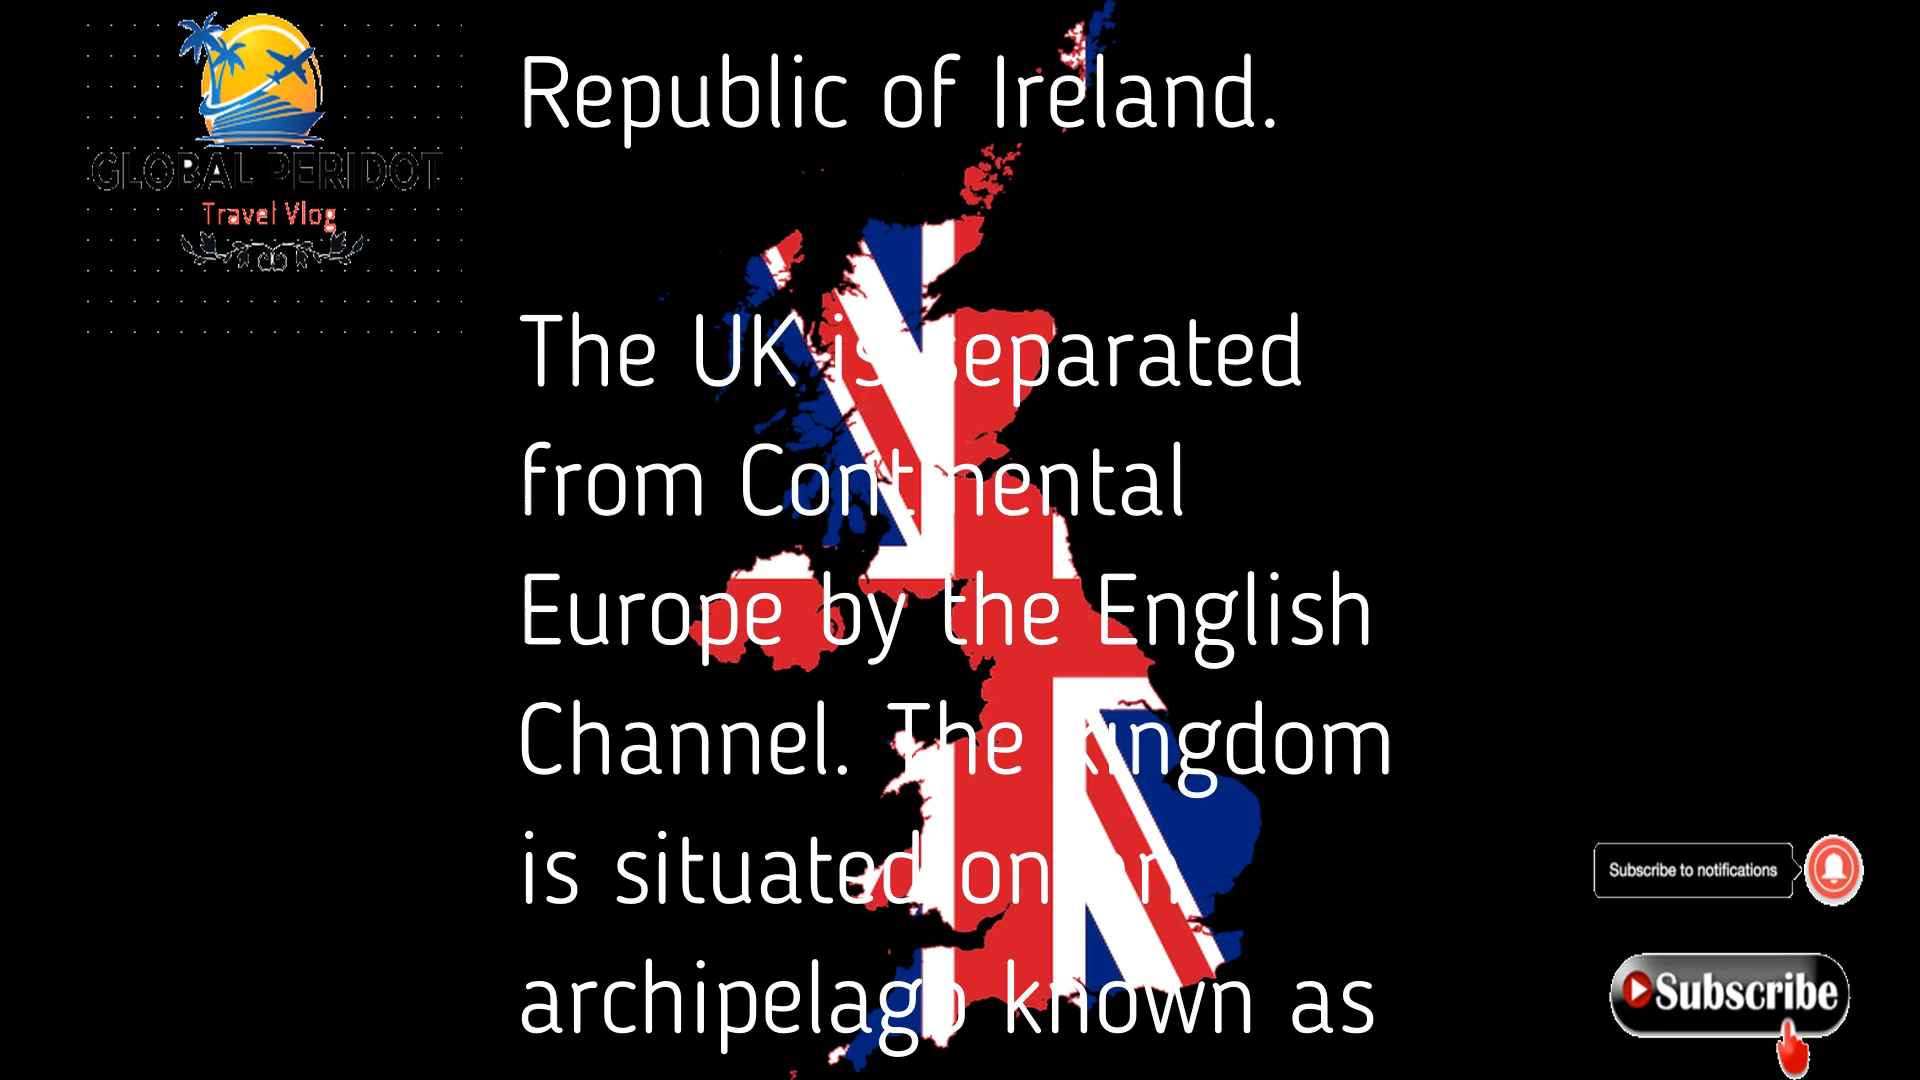 GLOBAL PERIDOT
Travel Vlog
Republic of Ireland.
The UK is separated
from Continental
Europe by the English
Channel. The kingdom
is situated on an
archipelago known as
Subscribe to notifications
Subscribe